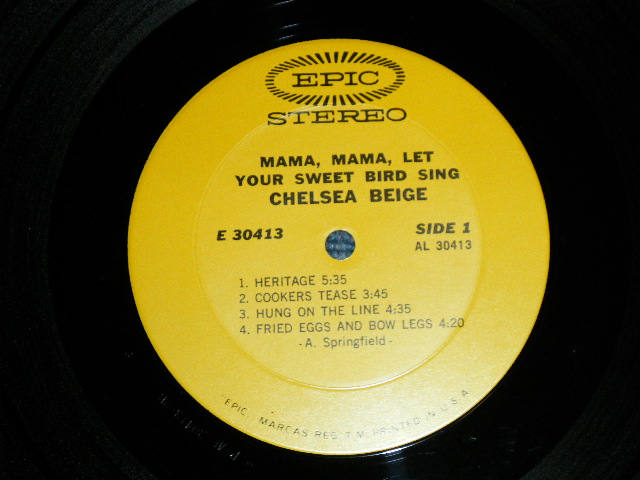 EPIC
STEREO
MAMA, MAMA, LET
YOUR SWEET BIRD SING
CHELSEA BEIGE
E 30413
SIDE 1
AL 30413
1. HERITAGE 5:35
2. COOKERS TEASE 3:45
3. HUNG ON THE LINE 4:35
4. FRIED EGGS AND BOW LEGS 4:20
- A. Springfield -
"EPIC," MARCAS REG. T.M. PRINTED IN U.S.A.